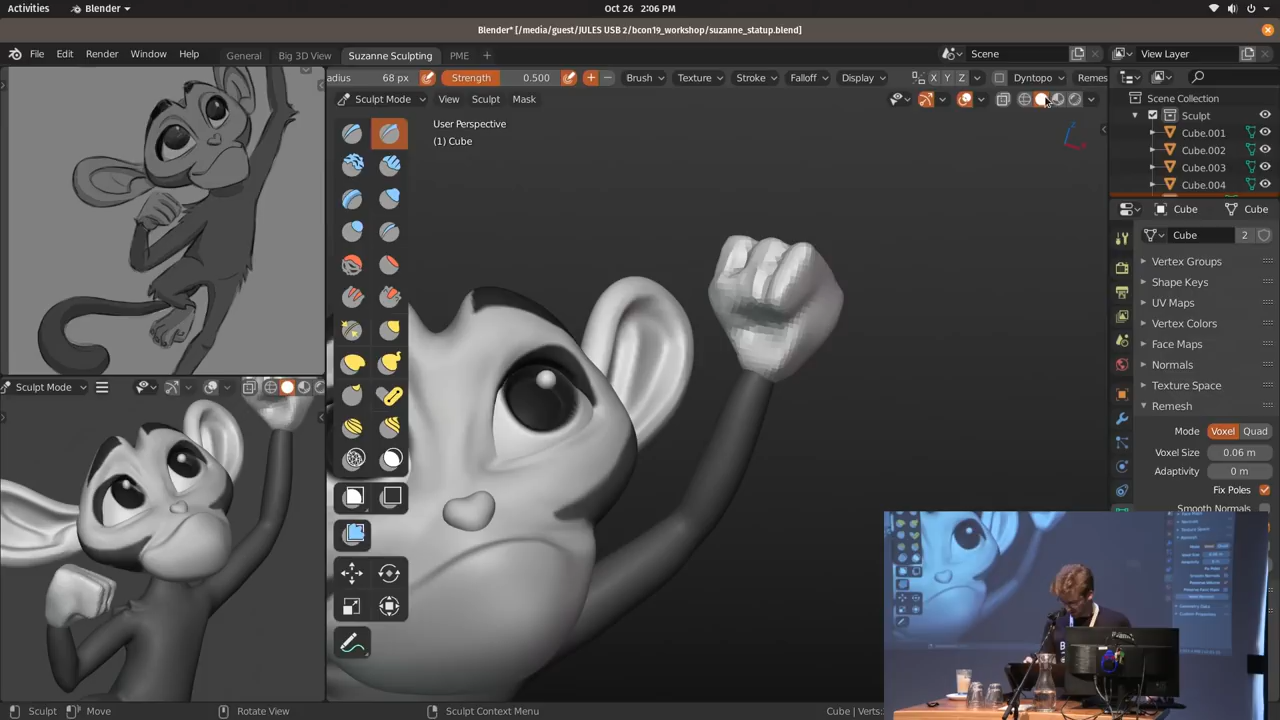 Activities
Blender
Oct 26 2:06 PM
Blender* [/media/guest/JULES USB 2/bcon19_workshop/suzanne_statup.blend]
File Edit Render Window Help
General Big 3D View Suzanne Sculpting PME +
Scene
View Layer
adius 68 px Strength 0.500 Brush Texture Stroke Falloff Display X Y Z Dyntopo Remes
Sculpt Mode View Sculpt Mask
User Perspective
(1) Cube
Scene Collection
Sculpt
Cube.001
Cube.002
Cube.003
Cube.004
Cube Cube
Cube 2
Vertex Groups
Shape Keys
UV Maps
Vertex Colors
Face Maps
Normals
Texture Space
Remesh
Mode Voxel Quad
Voxel Size 0.06 m
Adaptivity 0 m
Fix Poles
Smooth Normals
Sculpt Mode
Sculpt Move Rotate View Sculpt Context Menu Cube | Verts: